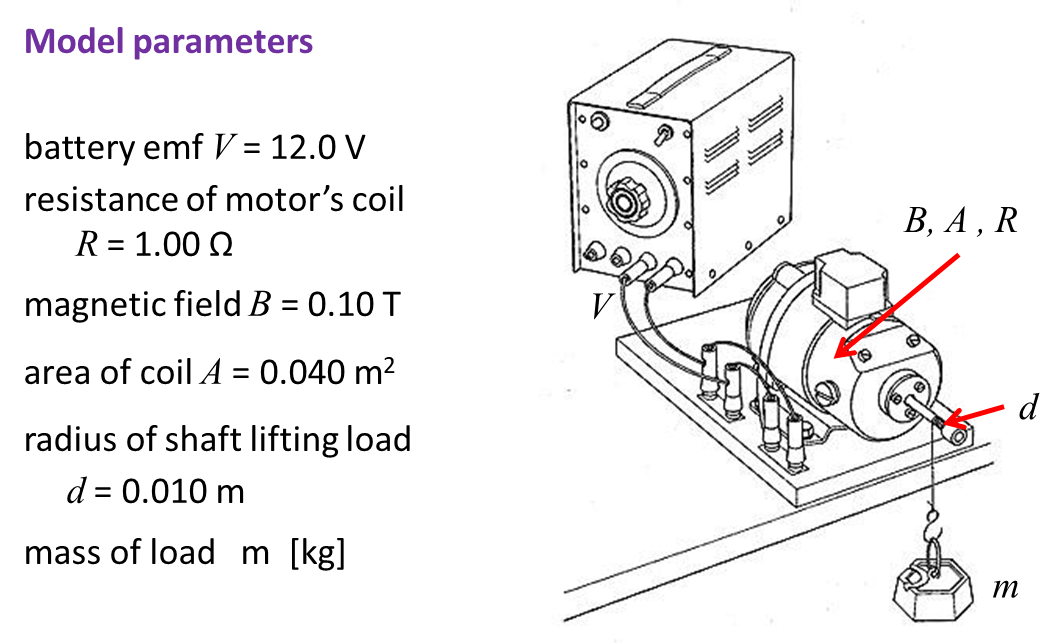 Model parameters
battery emf V = 12.0 V
resistance of motor’s coil
R = 1.00 Ω
magnetic field B = 0.10 T
area of coil A = 0.040 m²
radius of shaft lifting load
d = 0.010 m
mass of load m [kg]
B, A , R
V
d
m